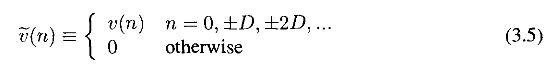 ṽ(n) ≡ { v(n) n = 0, ±D, ±2D, ...
0 otherwise (3.5)